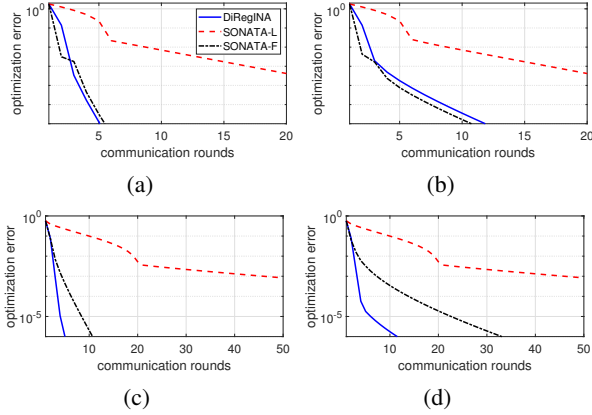 optimization error
10^0
DiRegINA
SONATA-L
SONATA-F
5 10 15 20
communication rounds
(a)
optimization error
10^0
5 10 15 20
communication rounds
(b)
optimization error
10^0
10^-5
10 20 30 40 50
communication rounds
(c)
optimization error
10^0
10^-5
10 20 30 40 50
communication rounds
(d)